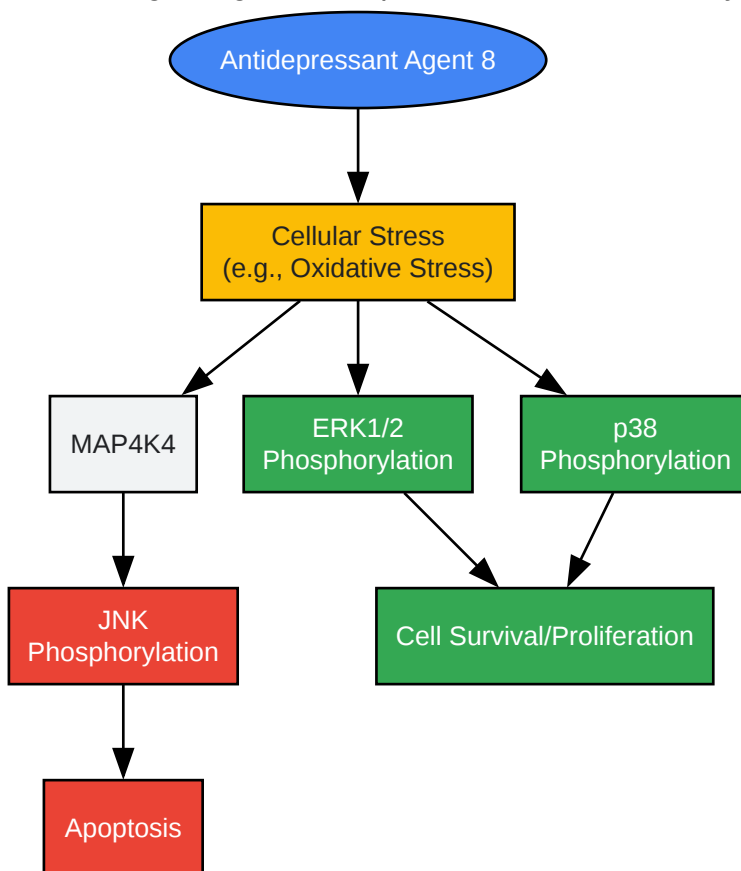 Antidepressant Agent 8
Cellular Stress
(e.g., Oxidative Stress)
MAP4K4
ERK1/2
Phosphorylation
p38
Phosphorylation
JNK
Phosphorylation
Cell Survival/Proliferation
Apoptosis